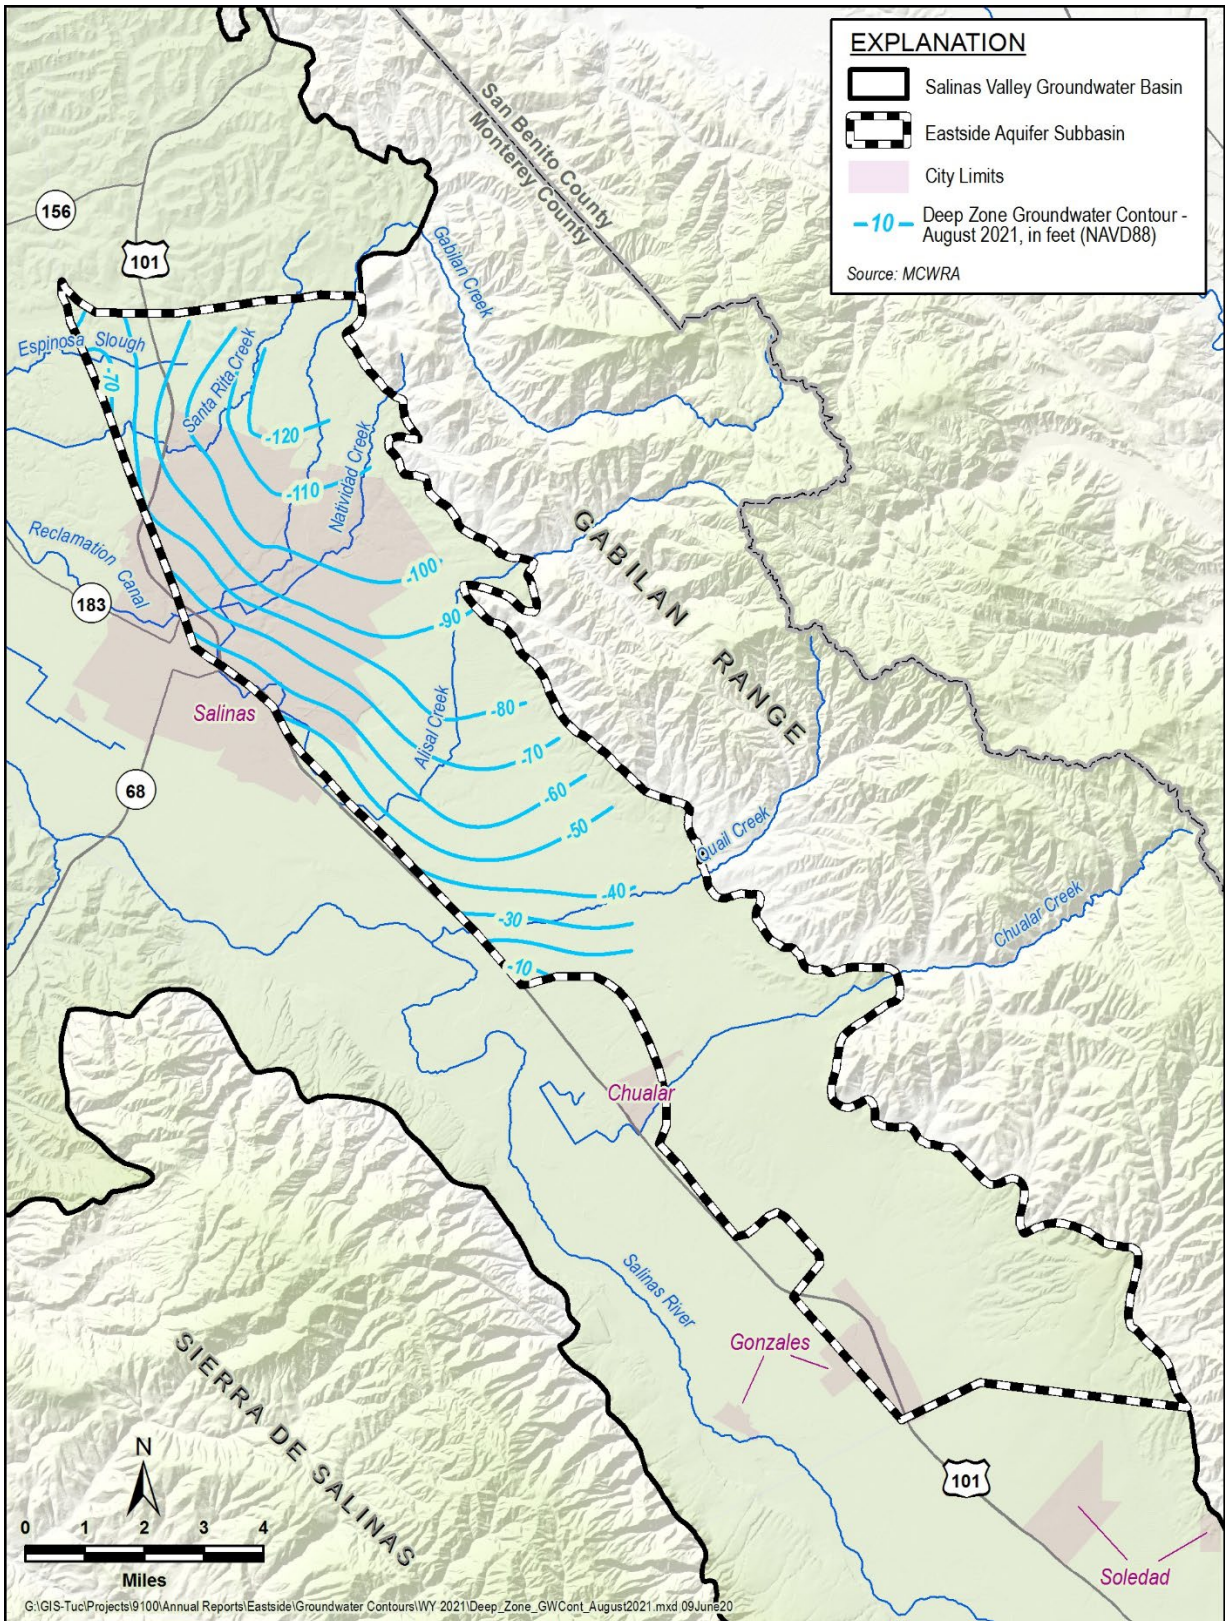 EXPLANATION
Salinas Valley Groundwater Basin
Eastside Aquifer Subbasin
City Limits
-10
Deep Zone Groundwater Contour -
August 2021, in feet (NAVD88)
Source: MCWRA
San Benito County
Monterey County
156
101
Gabilan Creek
Espinosa Slough
-70
Santa Rita Creek
-120
Natividad Creek
-110
Reclamation Canal
183
-100
-90
GABILAN RANGE
Salinas
Alisal Creek
-80
-70
-60
-50
68
Quail Creek
-40
-30
Chualar Creek
-10
Chualar
Salinas River
Gonzales
SIERRA DE SALINAS
101
Soledad
N
0 1 2 3 4
Miles
G:\GIS-Tuc\Projects\9100\Annual Reports\Eastside\Groundwater Contours\WY 2021\Deep_Zone_GWCont_August2021.mxd 09June20